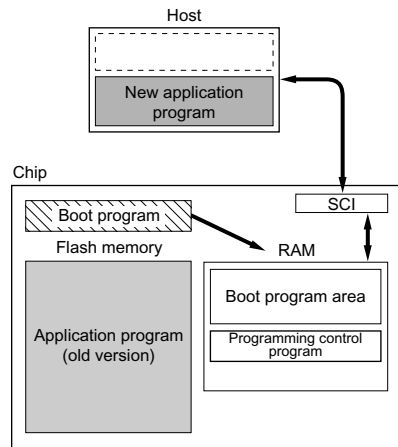 Host
New application
program
Chip
SCI
Boot program
Flash memory
RAM
Application program
(old version)
Boot program area
Programming control
program